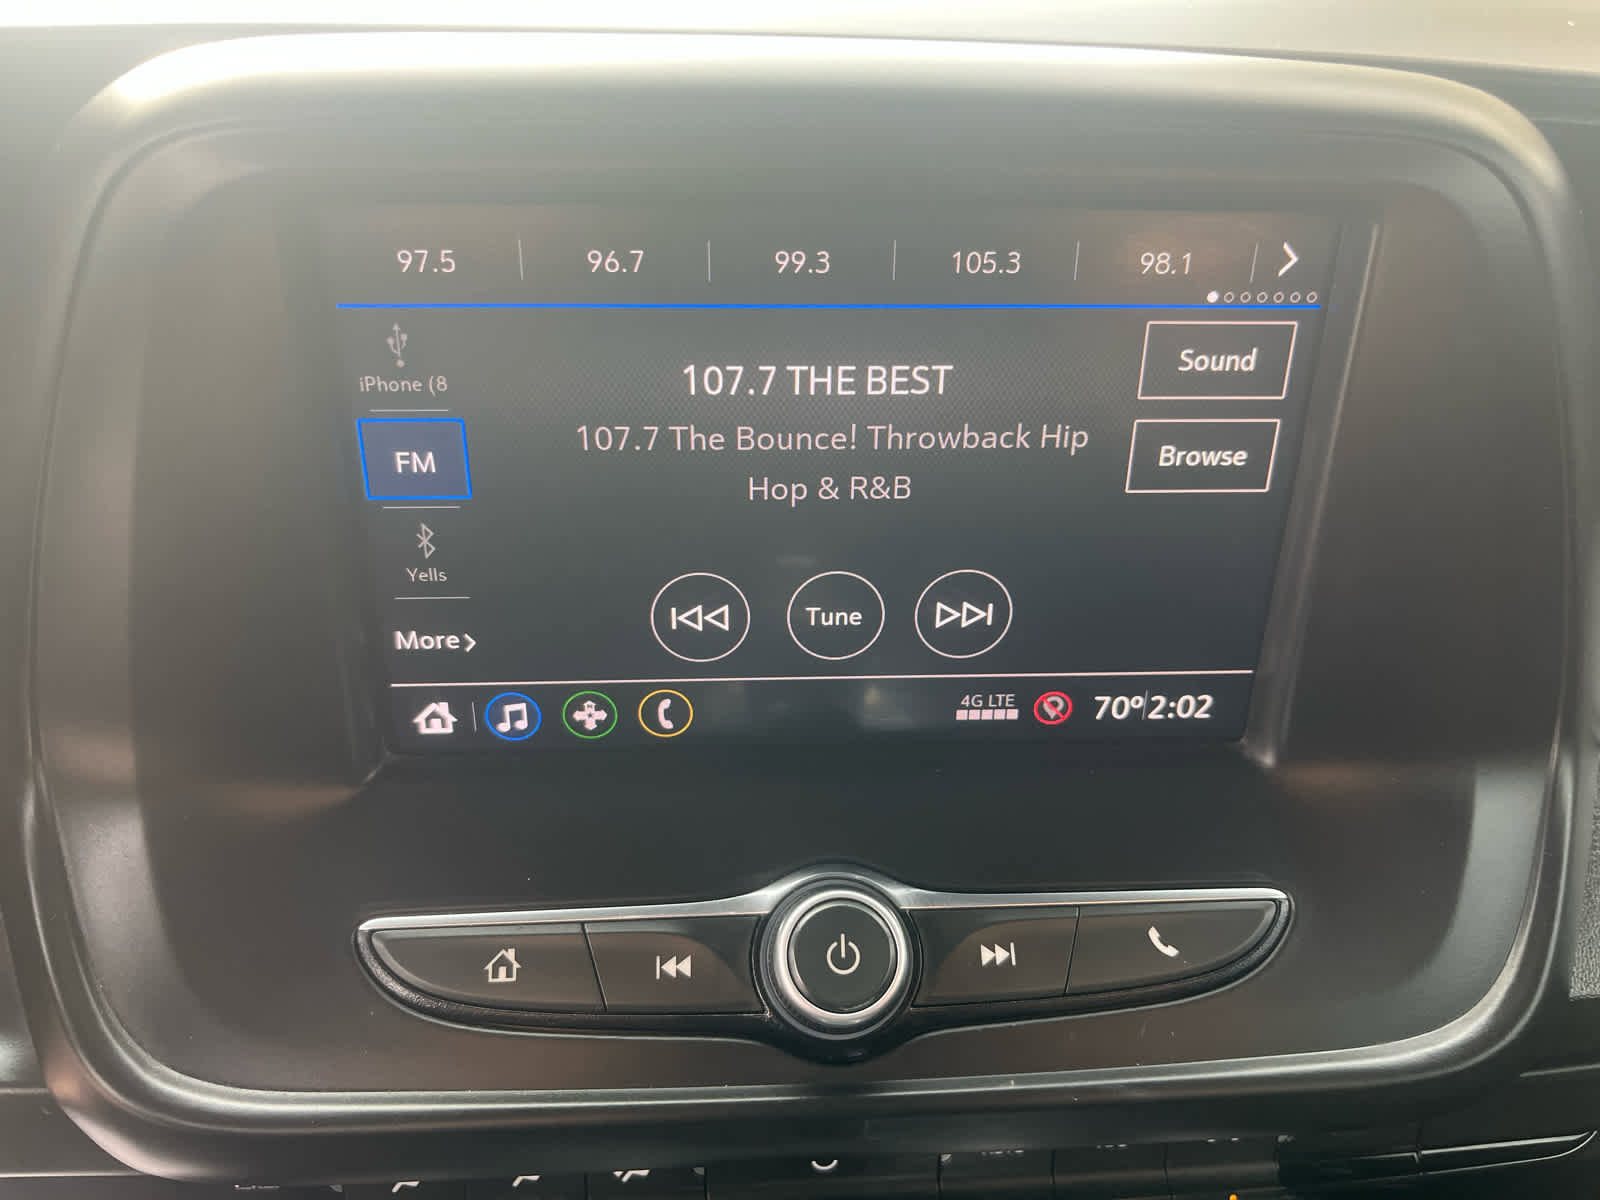 97.5 96.7 99.3 105.3 98.1
iPhone (8
107.7 THE BEST
Sound
107.7 The Bounce! Throwback Hip
Hop & R&B
FM
Browse
Yells
Tune
More
4G LTE
70° 2:02